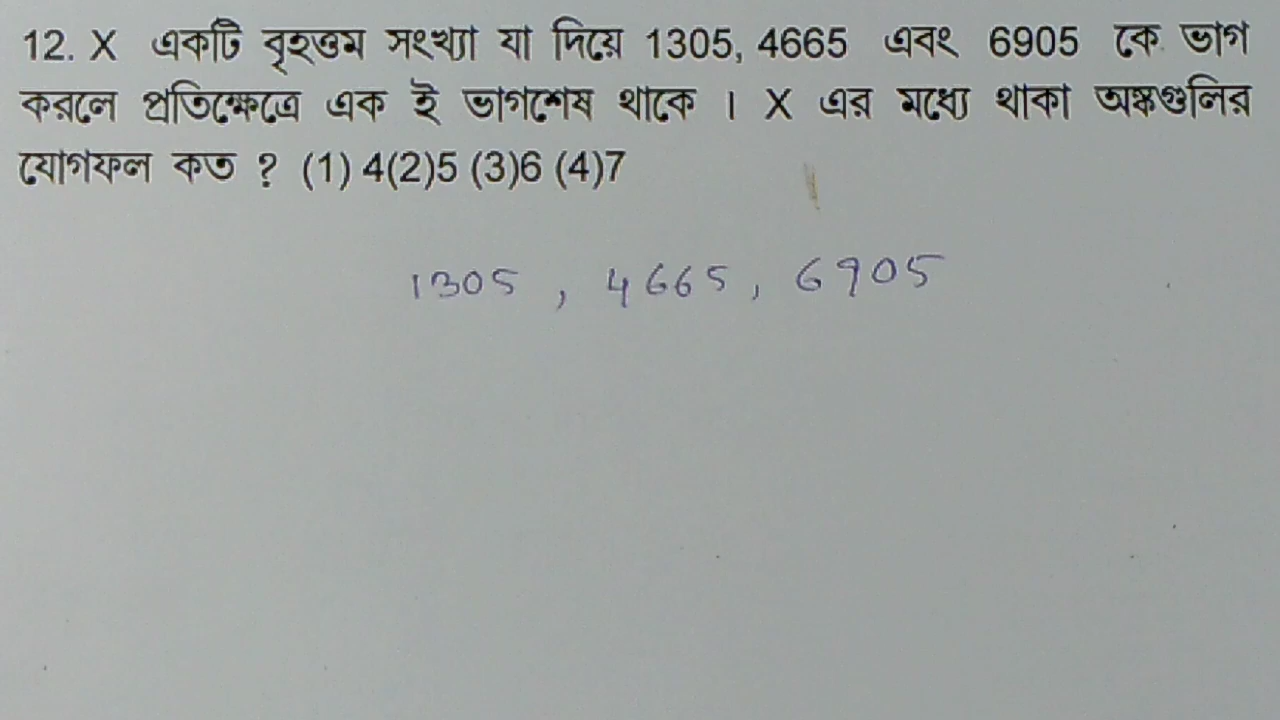 12. X একটি বৃহত্তম সংখ্যা যা দিয়ে 1305, 4665 এবং 6905 কে ভাগ
করলে প্রতিক্ষেত্রে এক ই ভাগশেষ থাকে । X এর মধ্যে থাকা অঙ্কগুলির
যোগফল কত ? (1) 4(2)5 (3)6 (4)7
1305 , 4665, 6905